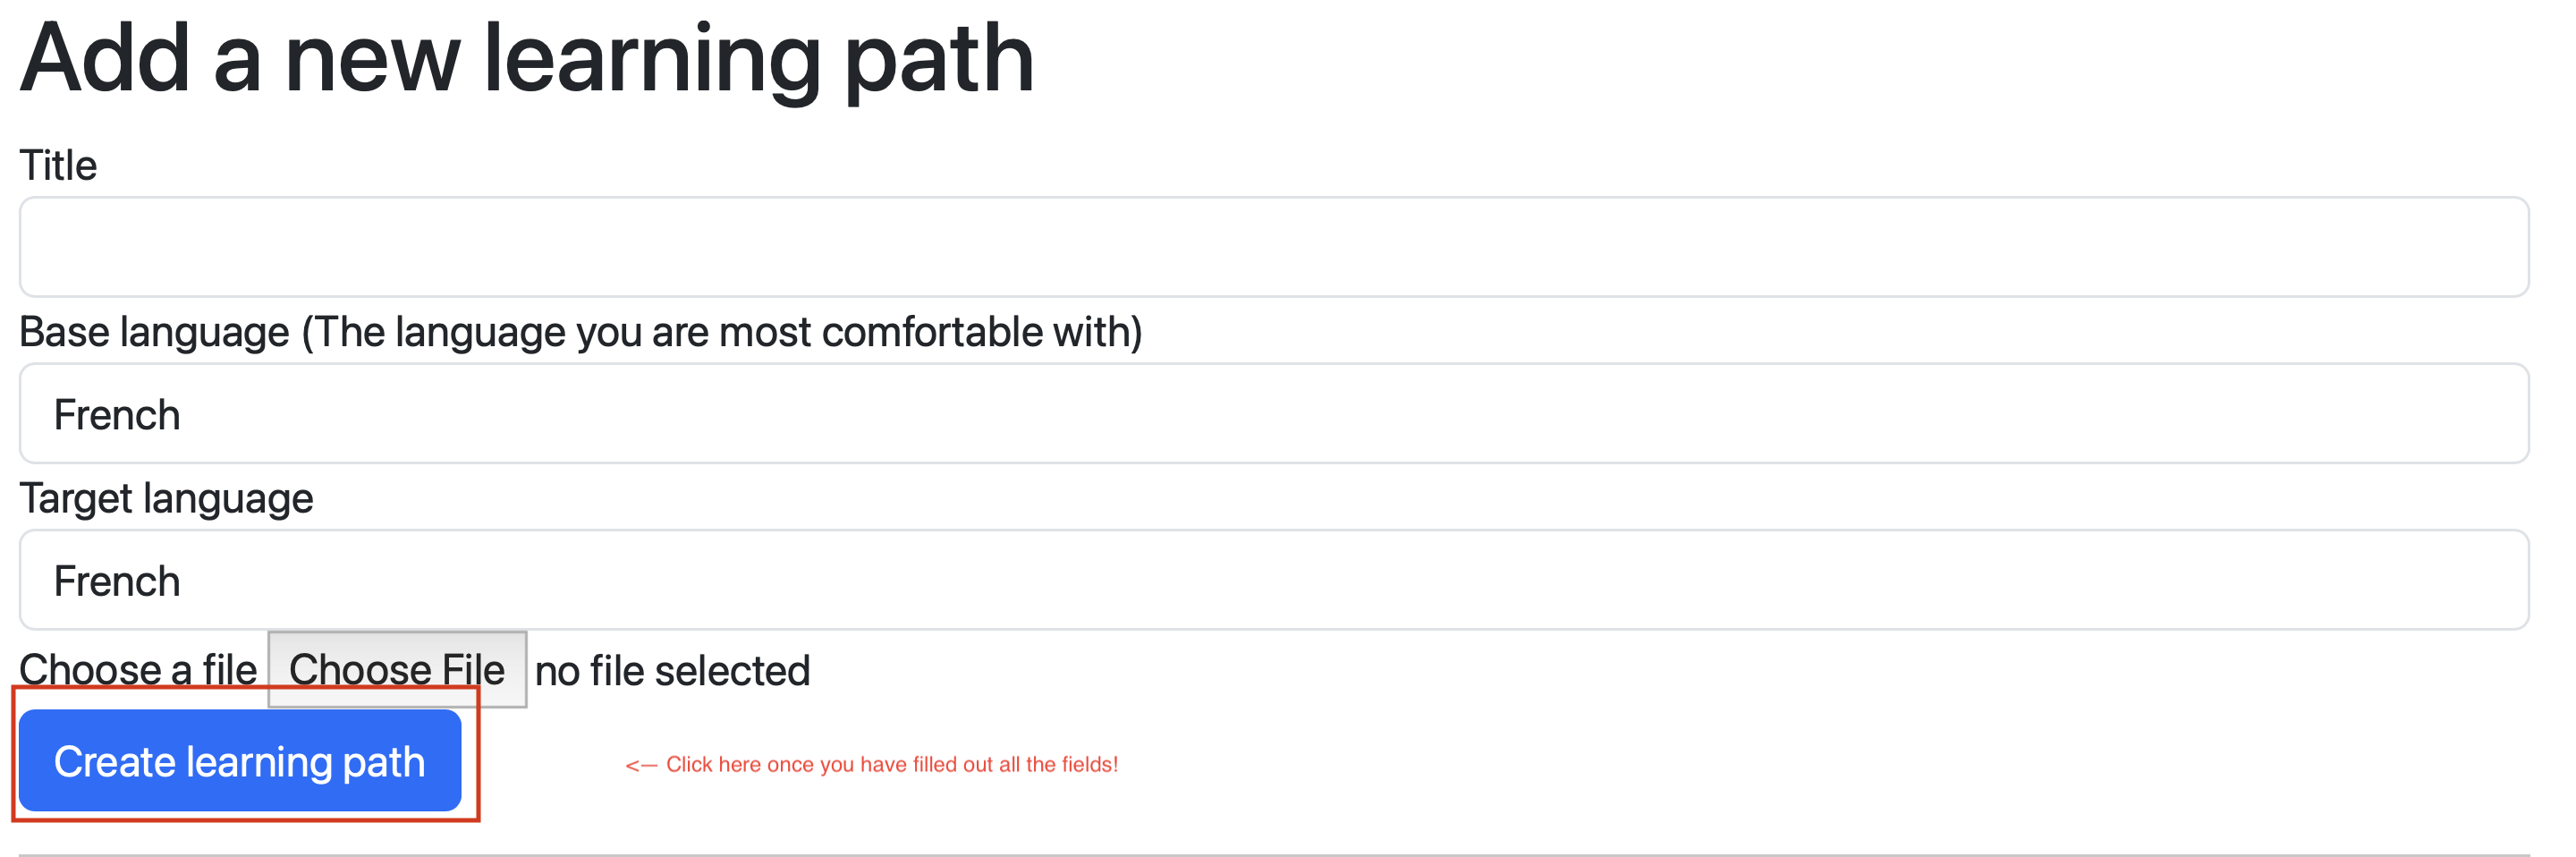 Add a new learning path
Title
Base language (The language you are most comfortable with)
French
Target language
French
Choose a file Choose File no file selected
Create learning path <— Click here once you have filled out all the fields!